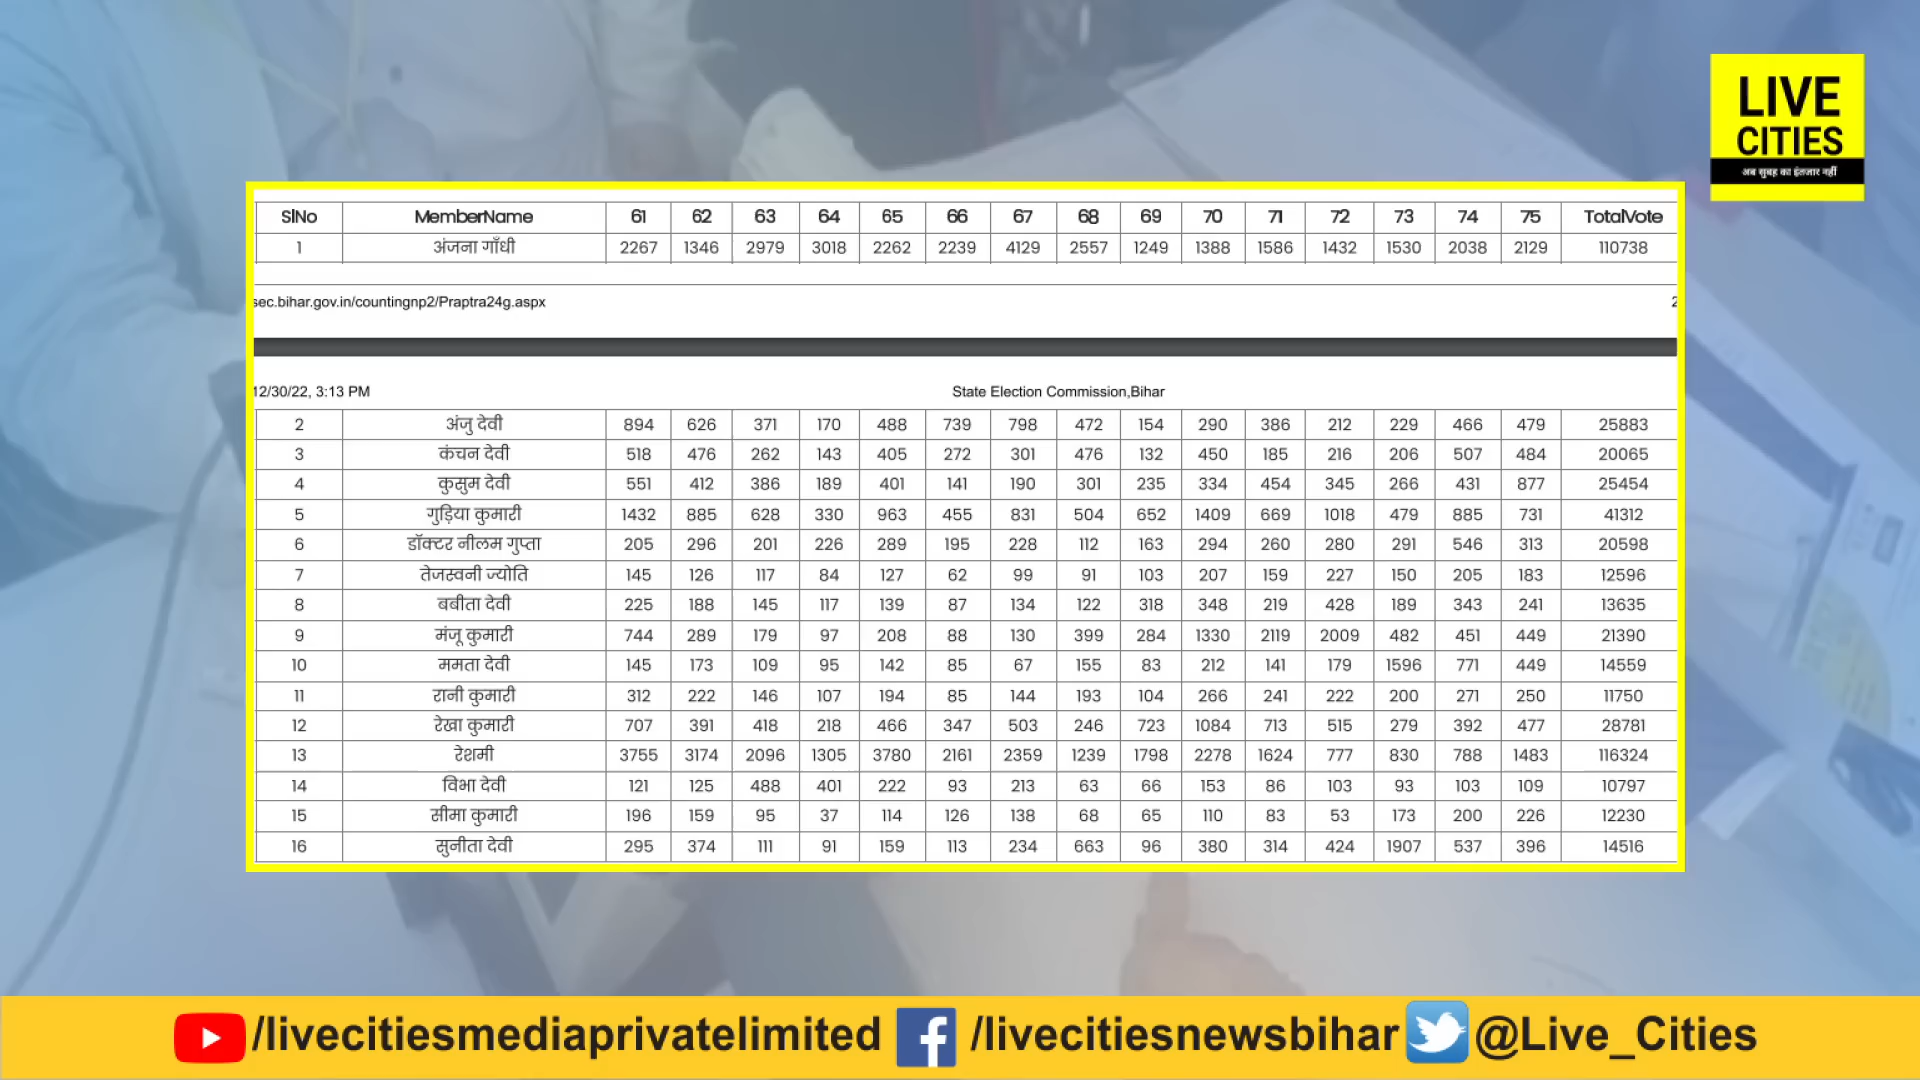 LIVE
CITIES
अब सुबह का इंतजार नहीं
SlNo MemberName 61 62 63 64 65 66 67 68 69 70 71 72 73 74 75 TotalVote
1 अंजना गाँधी 2267 1346 2979 3018 2262 2239 4129 2557 1249 1388 1586 1432 1530 2038 2129 110738
sec.bihar.gov.in/countingnp2/Praptra24g.aspx 2
12/30/22, 3:13 PM State Election Commission,Bihar
2 अंजु देवी 894 626 371 170 488 739 798 472 154 290 386 212 229 466 479 25883
3 कंचन देवी 518 476 262 143 405 272 301 476 132 450 185 216 206 507 484 20065
4 कुसुम देवी 551 412 386 189 401 141 190 301 235 334 454 345 266 431 877 25454
5 गुड़िया कुमारी 1432 885 628 330 963 455 831 504 652 1409 669 1018 479 885 731 41312
6 डॉक्टर नीलम गुप्ता 205 296 201 226 289 195 228 112 163 294 260 280 291 546 313 20598
7 तेजस्वनी ज्योति 145 126 117 84 127 62 99 91 103 207 159 227 150 205 183 12596
8 बबीता देवी 225 188 145 117 139 87 134 122 318 348 219 428 189 343 241 13635
9 मंजू कुमारी 744 289 179 97 208 88 130 399 284 1330 2119 2009 482 451 449 21390
10 ममता देवी 145 173 109 95 142 85 67 155 83 212 141 179 1596 771 449 14559
11 रानी कुमारी 312 222 146 107 194 85 144 193 104 266 241 222 200 271 250 11750
12 रेखा कुमारी 707 391 418 218 466 347 503 246 723 1084 713 515 279 392 477 28781
13 रेशमी 3755 3174 2096 1305 3780 2161 2359 1239 1798 2278 1624 777 830 788 1483 116324
14 विभा देवी 121 125 488 401 222 93 213 63 66 153 86 103 93 103 109 10797
15 सीमा कुमारी 196 159 95 37 114 126 138 68 65 110 83 53 173 200 226 12230
16 सुनीता देवी 295 374 111 91 159 113 234 663 96 380 314 424 1907 537 396 14516
/livecitiesmediaprivatelimited /livecitiesnewsbihar @Live_Cities